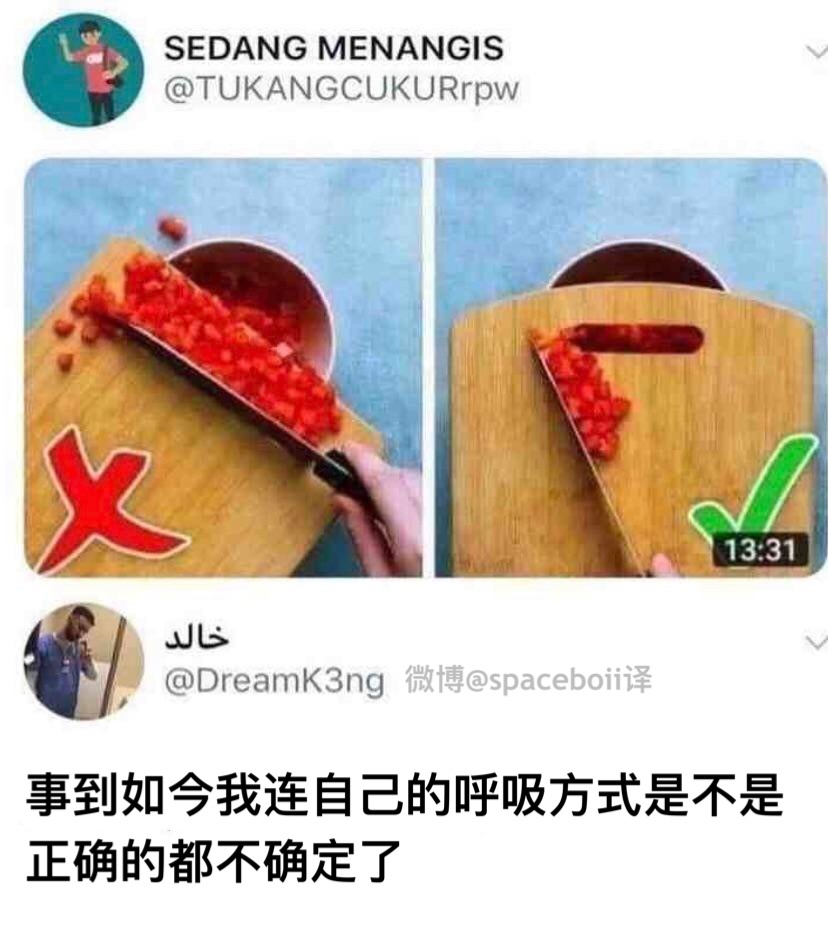 SEDANG MENANGIS
@TUKANGCUKURrpw
13:31
خالد
@DreamK3ng 微博@spaceboii译
事到如今我连自己的呼吸方式是不是
正确的都不确定了